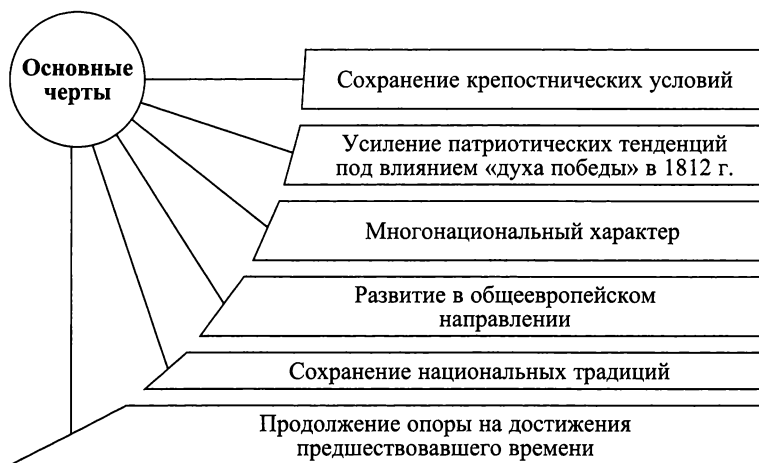 Основные
черты
Сохранение крепостнических условий
Усиление патриотических тенденций
под влиянием «духа победы» в 1812 г.
Многонациональный характер
Развитие в общеевропейском
направлении
Сохранение национальных традиций
Продолжение опоры на достижения
предшествовавшего времени